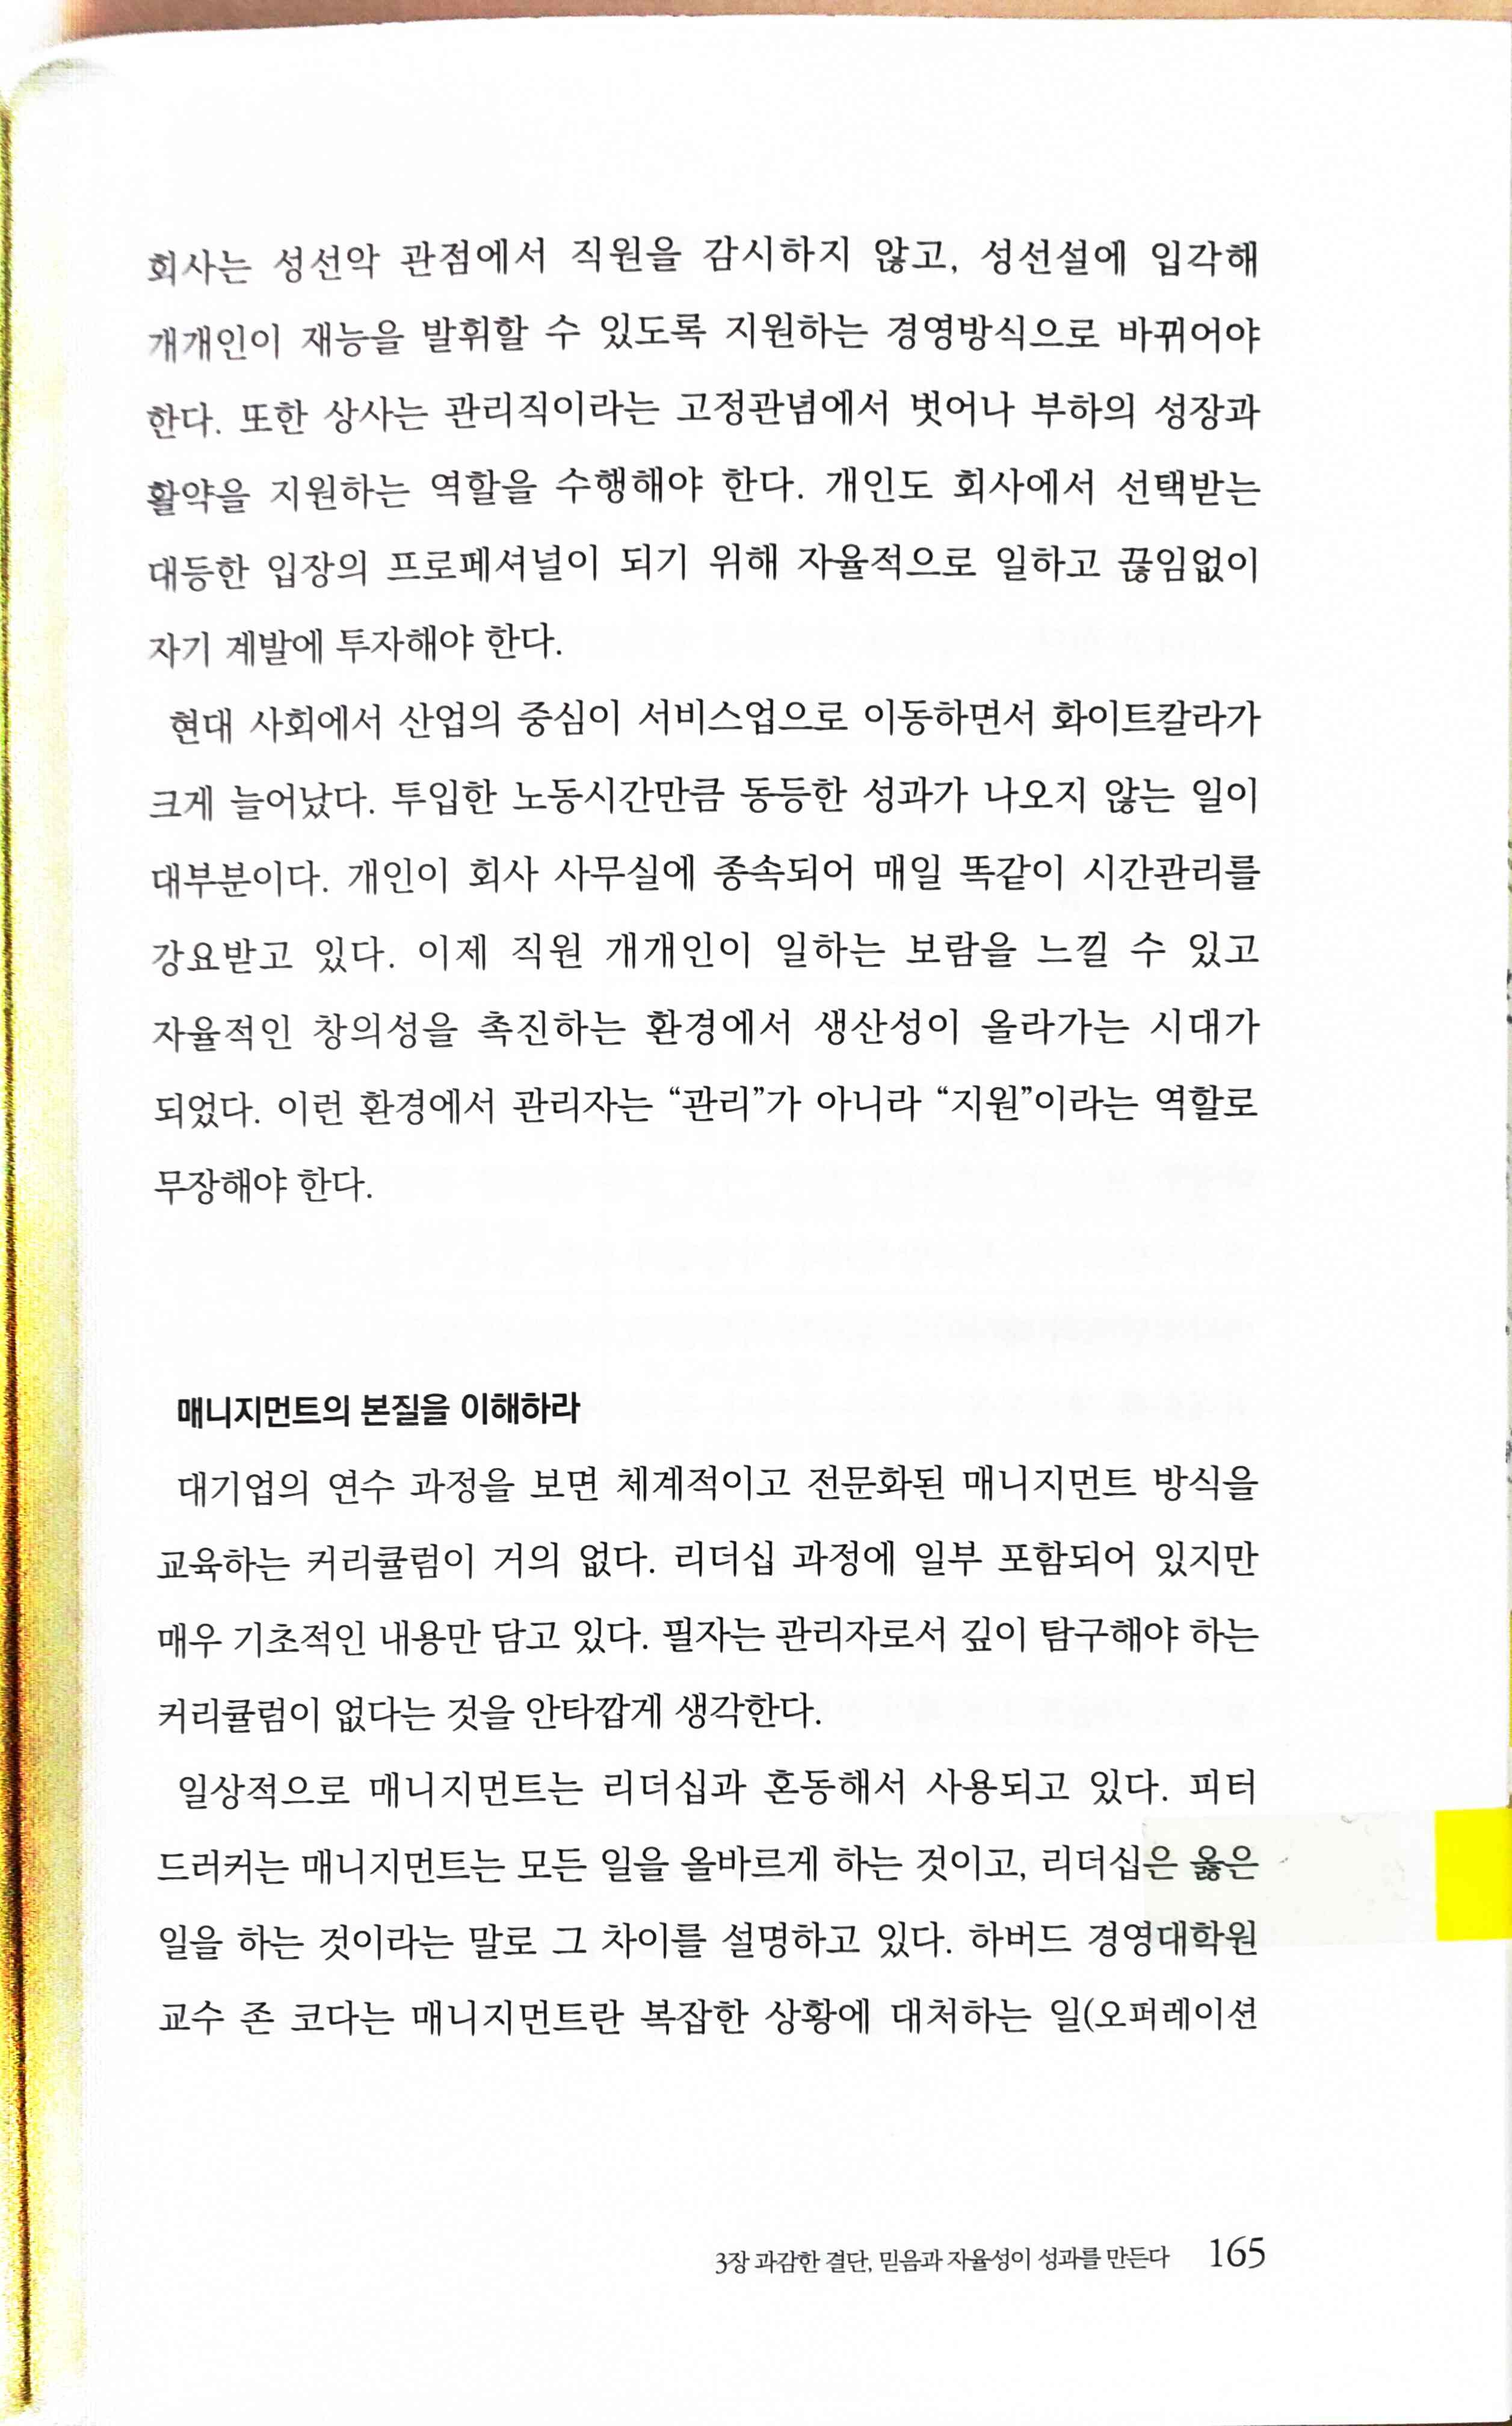 회사는 성선악 관점에서 직원을 감시하지 않고, 성선설에 입각해
개개인이 재능을 발휘할 수 있도록 지원하는 경영방식으로 바뀌어야
한다. 또한 상사는 관리직이라는 고정관념에서 벗어나 부하의 성장과
활약을 지원하는 역할을 수행해야 한다. 개인도 회사에서 선택받는
대등한 입장의 프로페셔널이 되기 위해 자율적으로 일하고 끊임없이
자기 계발에 투자해야 한다.
현대 사회에서 산업의 중심이 서비스업으로 이동하면서 화이트칼라가
크게 늘어났다. 투입한 노동시간만큼 동등한 성과가 나오지 않는 일이
대부분이다. 개인이 회사 사무실에 종속되어 매일 똑같이 시간관리를
강요받고 있다. 이제 직원 개개인이 일하는 보람을 느낄 수 있고
자율적인 창의성을 촉진하는 환경에서 생산성이 올라가는 시대가
되었다. 이런 환경에서 관리자는 “관리”가 아니라 “지원”이라는 역할로
무장해야 한다.
매니지먼트의 본질을 이해하라
대기업의 연수 과정을 보면 체계적이고 전문화된 매니지먼트 방식을
교육하는 커리큘럼이 거의 없다. 리더십 과정에 일부 포함되어 있지만
매우 기초적인 내용만 담고 있다. 필자는 관리자로서 깊이 탐구해야 하는
커리큘럼이 없다는 것을 안타깝게 생각한다.
일상적으로 매니지먼트는 리더십과 혼동해서 사용되고 있다. 피터
드러커는 매니지먼트는 모든 일을 올바르게 하는 것이고, 리더십은 옳은
일을 하는 것이라는 말로 그 차이를 설명하고 있다. 하버드 경영대학원
교수 존 코다는 매니지먼트란 복잡한 상황에 대처하는 일(오퍼레이션
3장 과감한 결단, 믿음과 자율성이 성과를 만든다 165